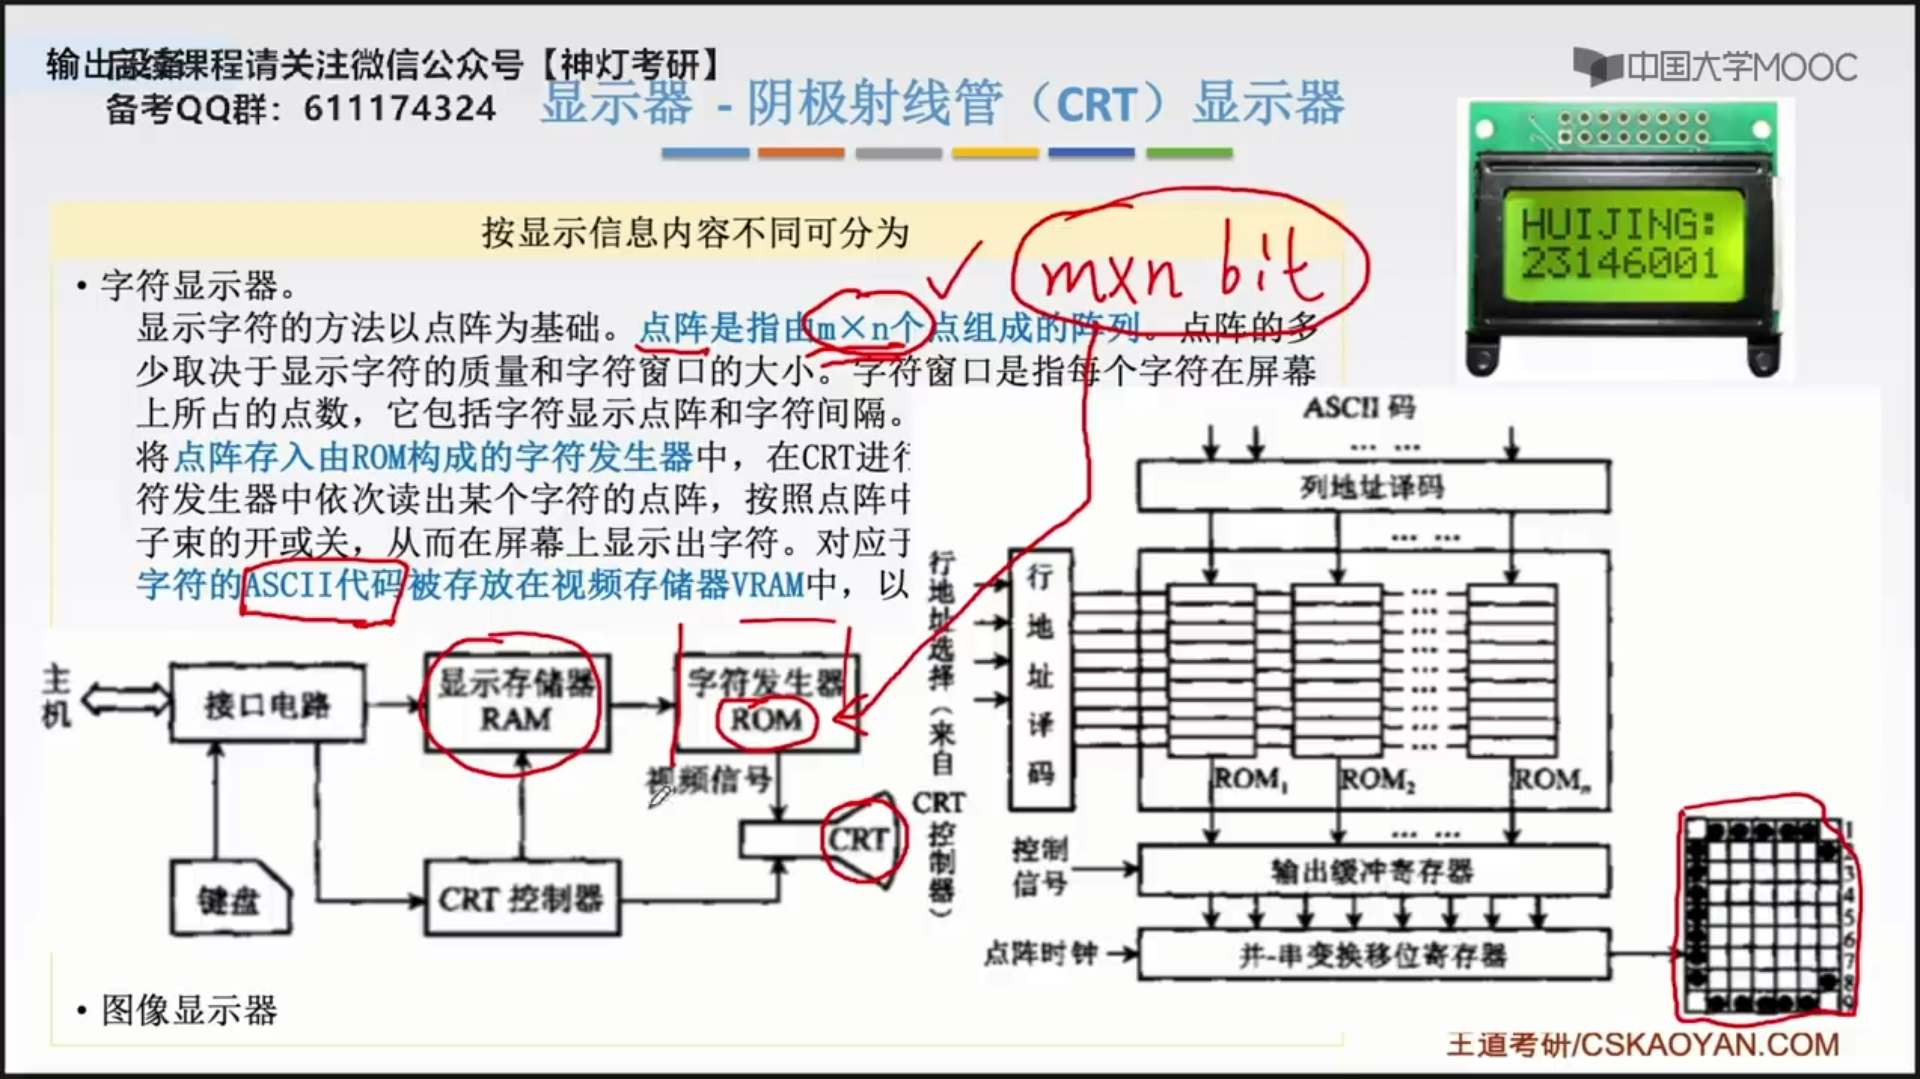 输出设备
后续课程请关注微信公众号【神灯考研】
备考QQ群：611174324
显示器 - 阴极射线管（CRT）显示器
中国大学MOOC
HUIJING:
23146001
按显示信息内容不同可分为
m×n bit
• 字符显示器。
显示字符的方法以点阵为基础。点阵是指由m×n个点组成的阵列。点阵的多
少取决于显示字符的质量和字符窗口的大小。字符窗口是指每个字符在屏幕
上所占的点数，它包括字符显示点阵和字符间隔。
将点阵存入由ROM构成的字符发生器中，在CRT进行
符发生器中依次读出某个字符的点阵，按照点阵中
子束的开或关，从而在屏幕上显示出字符。对应于
字符的ASCII代码被存放在视频存储器VRAM中，以
主机
接口电路
显示存储器
RAM
字符发生器
ROM
视频信号
CRT
键盘
CRT 控制器
ASCII 码
... ...
列地址译码
... ...
行地址选择（来自CRT控制器）
行地址译码
...
...
...
...
...
...
...
...
ROM1
ROM2
ROMn
... ...
控制
信号
输出缓冲寄存器
点阵时钟
并-串变换移位寄存器
1
2
3
4
5
6
7
8
9
• 图像显示器
王道考研/CSKAOYAN.COM